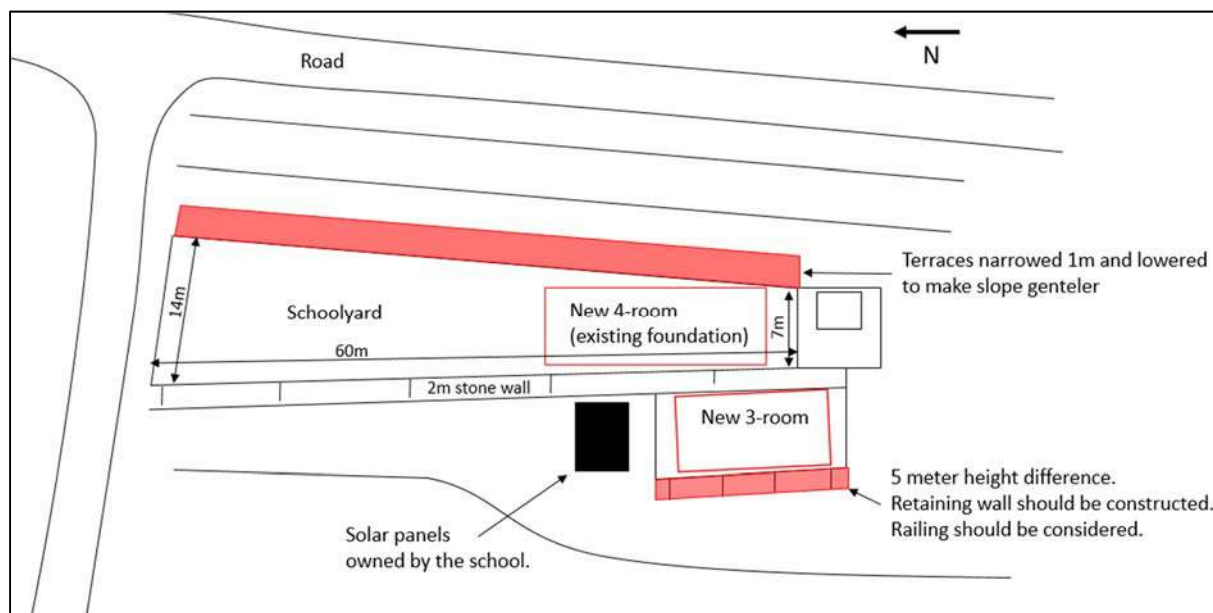 Road
N
Terraces narrowed 1m and lowered
to make slope genteler
14m
Schoolyard
New 4-room
(existing foundation)
7m
60m
2m stone wall
New 3-room
5 meter height difference.
Retaining wall should be constructed.
Railing should be considered.
Solar panels
owned by the school.